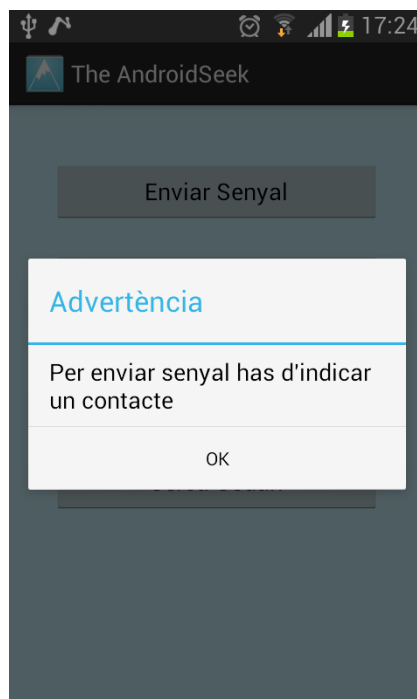 17:24
The AndroidSeek
Enviar Senyal
Advertència
Per enviar senyal has d'indicar
un contacte
OK